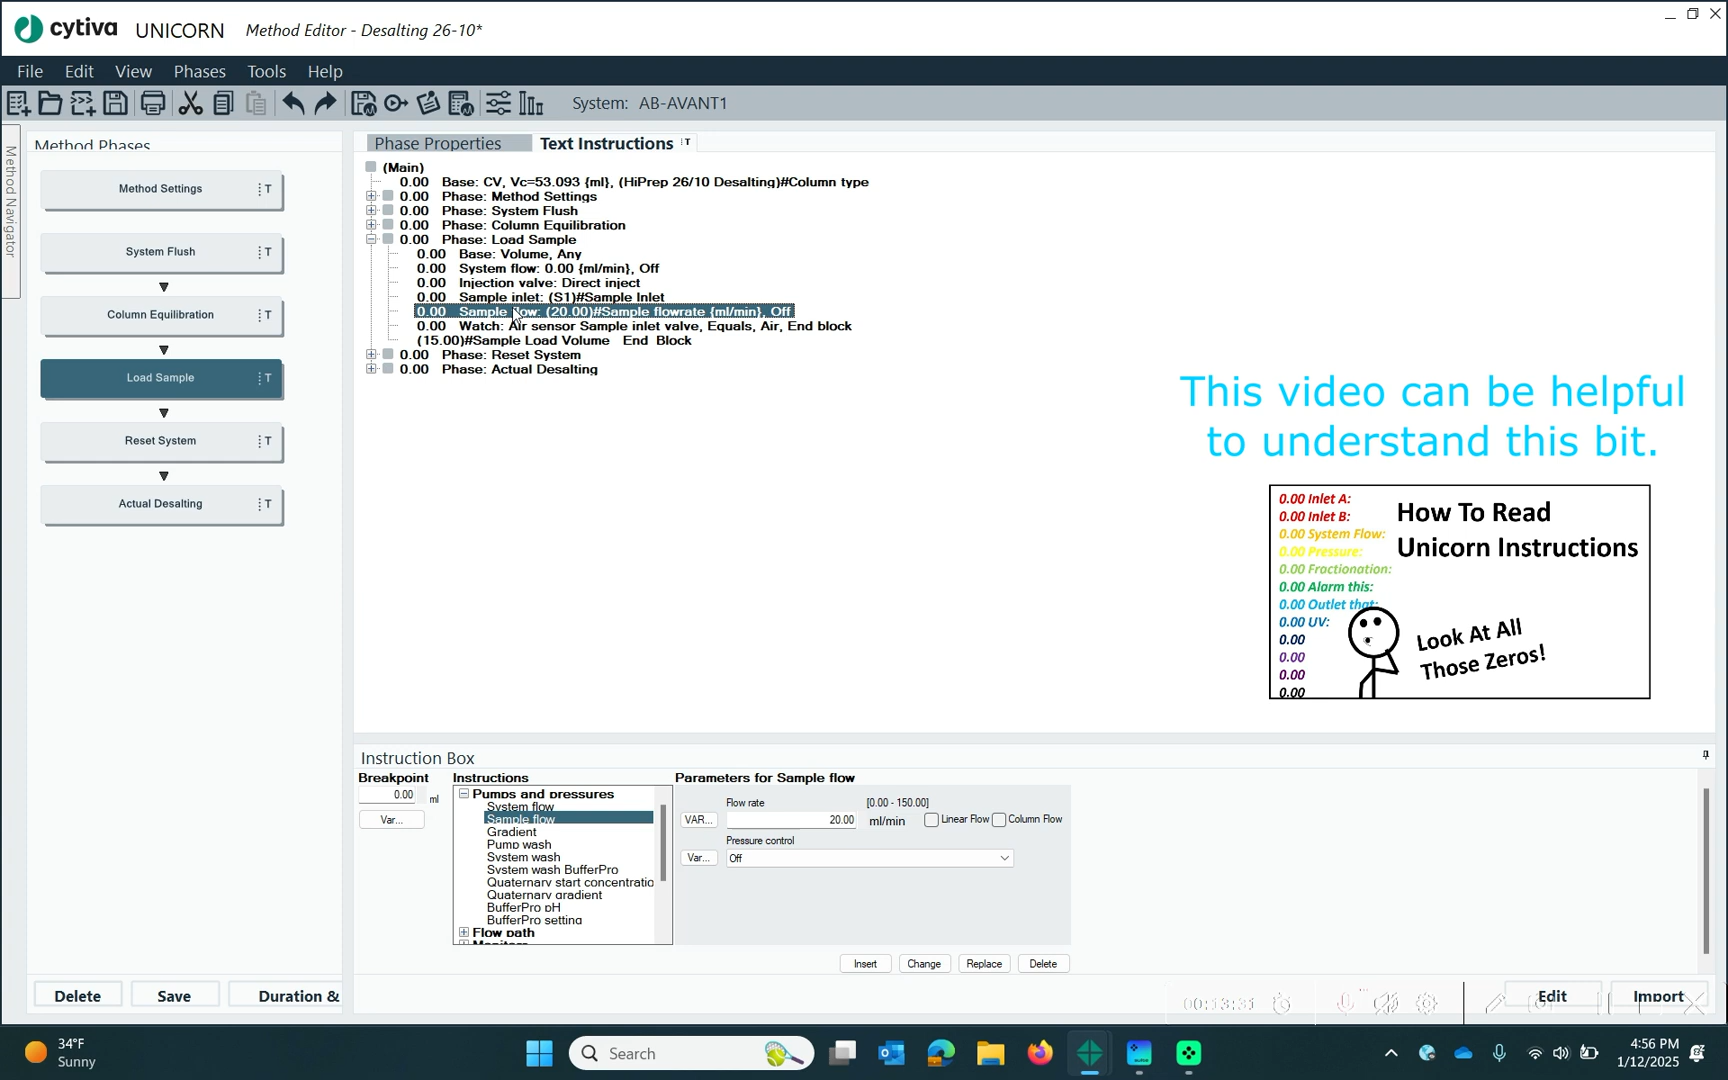 cytiva UNICORN Method Editor - Desalting 26-10*
File Edit View Phases Tools Help
System: AB-AVANT1
Method Navigator
Method Phases
Method Settings
System Flush
Column Equilibration
Load Sample
Reset System
Actual Desalting
Delete Save Duration &
Phase Properties Text Instructions
(Main)
0.00 Base: CV, Vc=53.093 {ml}, (HiPrep 26/10 Desalting)#Column type
0.00 Phase: Method Settings
0.00 Phase: System Flush
0.00 Phase: Column Equilibration
0.00 Phase: Load Sample
0.00 Base: Volume, Any
0.00 System flow: 0.00 {ml/min}, Off
0.00 Injection valve: Direct inject
0.00 Sample inlet: (S1)#Sample Inlet
0.00 Sample flow: (20.00)#Sample flowrate {ml/min}, Off
0.00 Watch: Air sensor Sample inlet valve, Equals, Air, End block
(15.00)#Sample Load Volume End Block
0.00 Phase: Reset System
0.00 Phase: Actual Desalting
This video can be helpful
to understand this bit.
0.00 Inlet A:
0.00 Inlet B:
0.00 System Flow:
0.00 Pressure:
0.00 Fractionation:
0.00 Alarm this:
0.00 Outlet that:
0.00 UV:
0.00
0.00
0.00
0.00
How To Read
Unicorn Instructions
Look At All
Those Zeros!
Instruction Box
Breakpoint
0.00 ml
Var...
Instructions
Pumps and pressures
System flow
Sample flow
Gradient
Pump wash
System wash
System wash BufferPro
Quaternary start concentratio
Quaternary gradient
BufferPro pH
BufferPro setting
Flow path
Monitors
Parameters for Sample flow
Flow rate [0.00 - 150.00]
VAR... 20.00 ml/min Linear Flow Column Flow
Pressure control
Var... Off
Insert Change Replace Delete
00:13:31
Edit Import
34°F
Sunny
Search
4:56 PM
1/12/2025